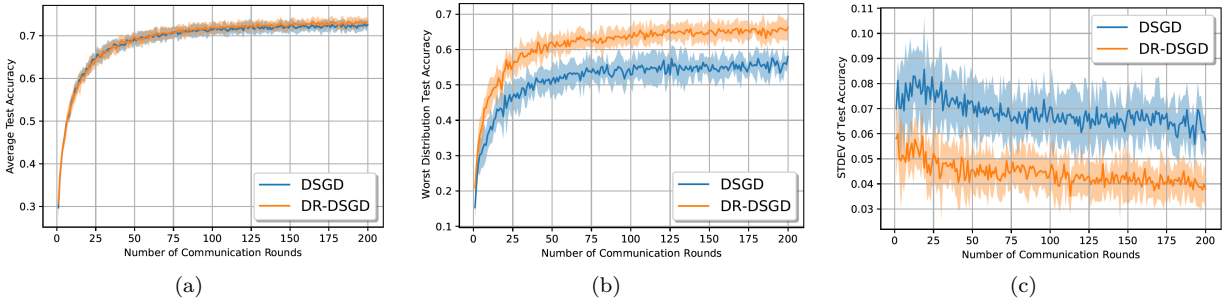 0.7
0.6
0.5
0.4
0.3
Average Test Accuracy
DSGD
DR-DSGD
0 25 50 75 100 125 150 175 200
Number of Communication Rounds
(a)
0.7
0.6
0.5
0.4
0.3
0.2
0.1
Worst Distribution Test Accuracy
DSGD
DR-DSGD
0 25 50 75 100 125 150 175 200
Number of Communication Rounds
(b)
0.11
0.10
0.09
0.08
0.07
0.06
0.05
0.04
0.03
STDEV of Test Accuracy
DSGD
DR-DSGD
0 25 50 75 100 125 150 175 200
Number of Communication Rounds
(c)